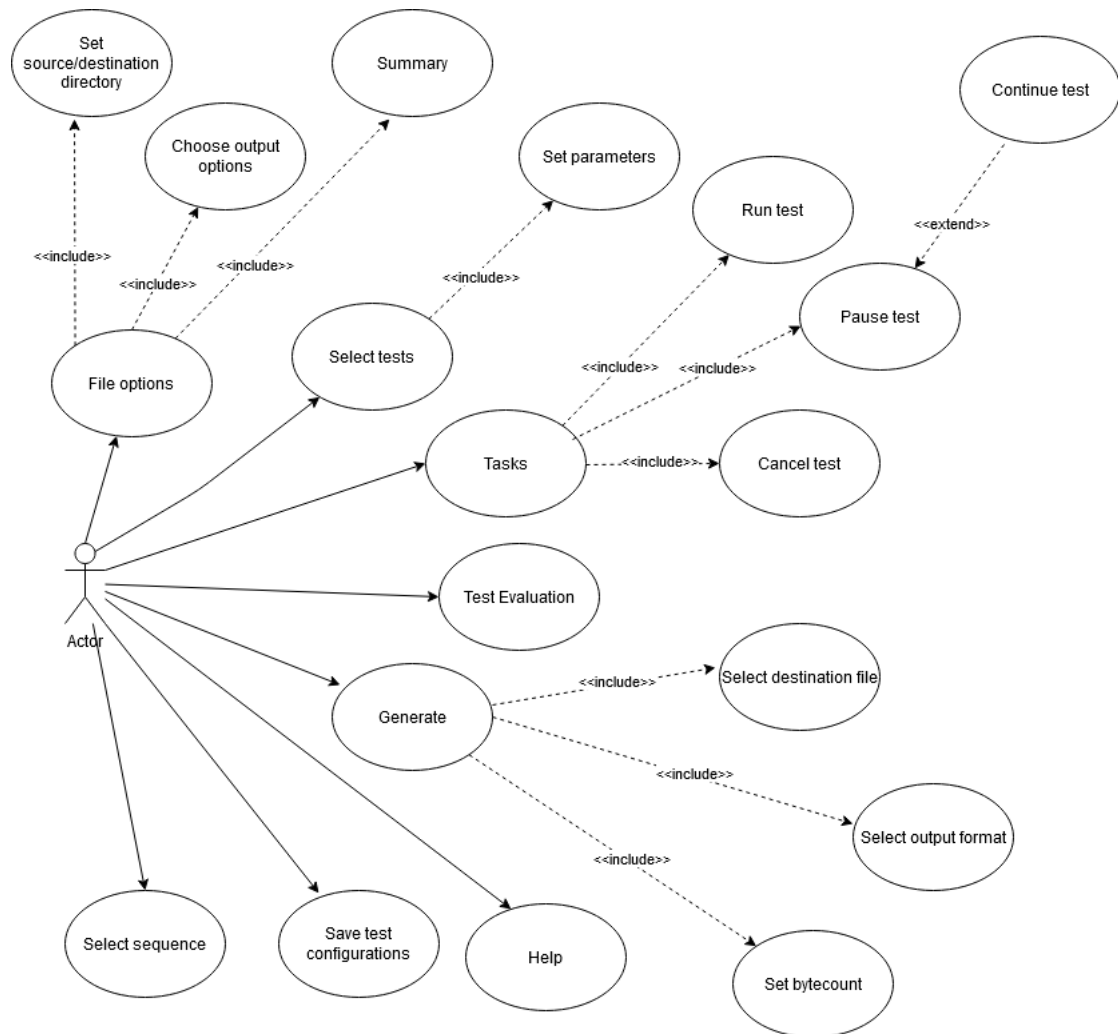 Set
source/destination
directory
Summary
Continue test
Choose output
options
Set parameters
Run test
<<extend>>
<<include>>
<<include>>
<<include>>
<<include>>
Pause test
Select tests
File options
<<include>>
<<include>>
Tasks
<<include>>
Cancel test
Test Evaluation
Actor
Select destination file
<<include>>
Generate
<<include>>
Select output format
<<include>>
Select sequence
Save test
configurations
Help
Set bytecount